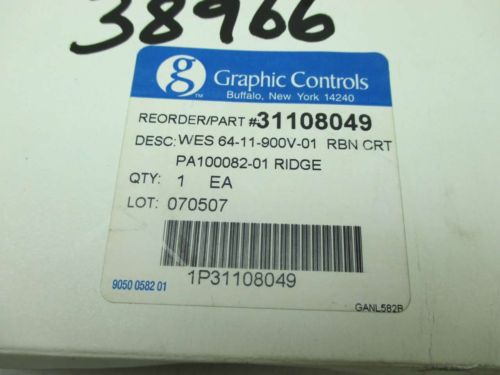 38966
g™
Graphic Controls
Buffalo, New York 14240
REORDER/PART #31108049
DESC: WES 64-11-900V-01 RBN CRT
PA100082-01 RIDGE
QTY: 1 EA
LOT: 070507
1P31108049
9050 0582 01
GANL582B